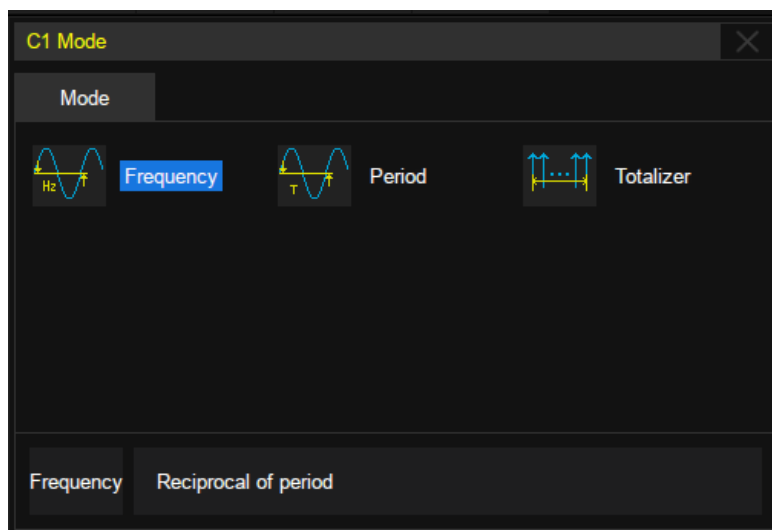 C1 Mode
Mode
Hz
Frequency
T
Period
Totalizer
Frequency
Reciprocal of period